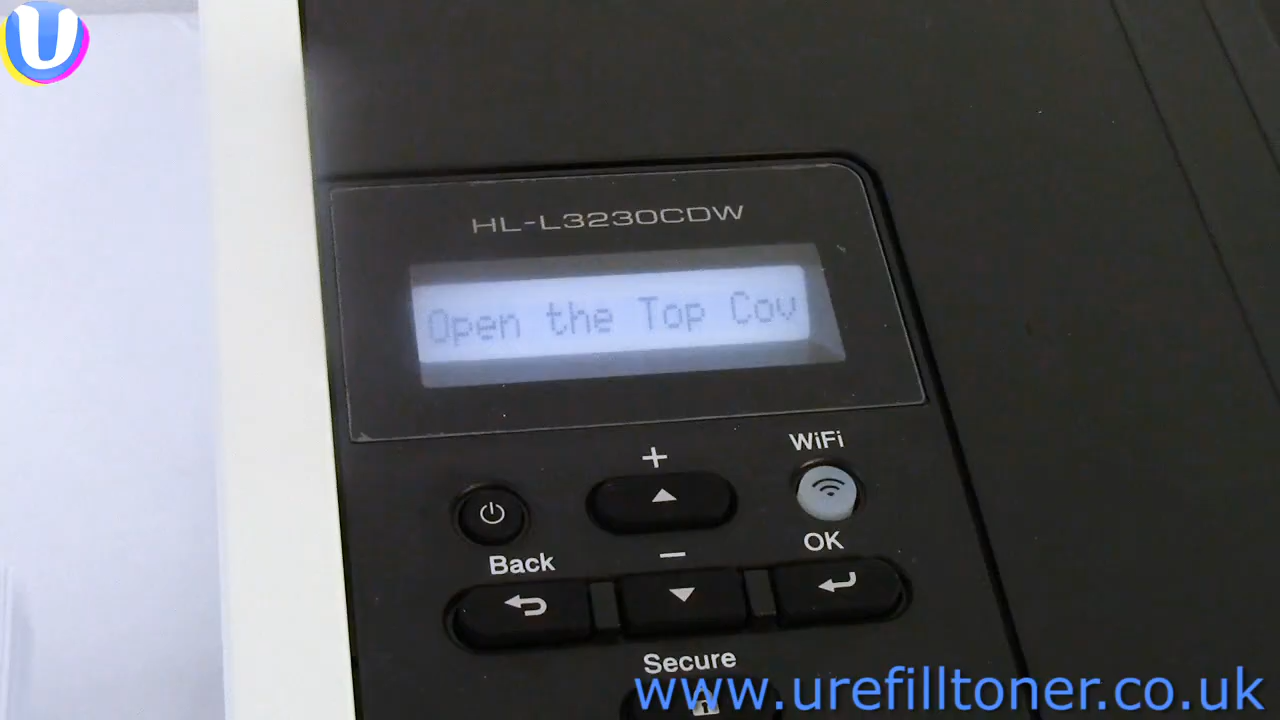 U
HL-L3230CDW
Open the Top Cov
+
WiFi
−
OK
Back
Secure
www.urefilltoner.co.uk